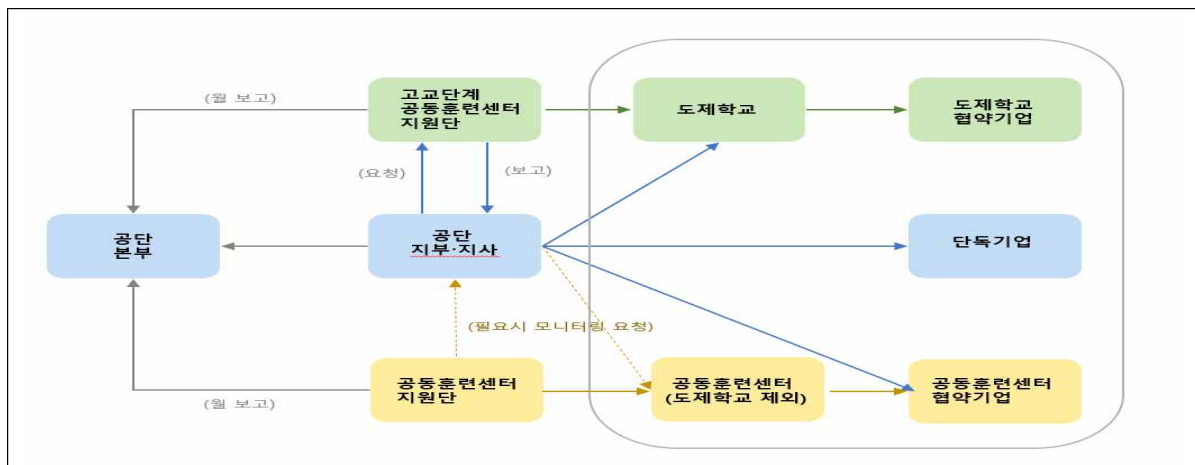 (월 보고)
고교단계
공동훈련센터
지원단
도제학교
도제학교
협약기업
(요청)
(보고)
공단
본부
공단
지부·지사
단독기업
(필요시 모니터링 요청)
(월 보고)
공동훈련센터
지원단
공동훈련센터
(도제학교 제외)
공동훈련센터
협약기업